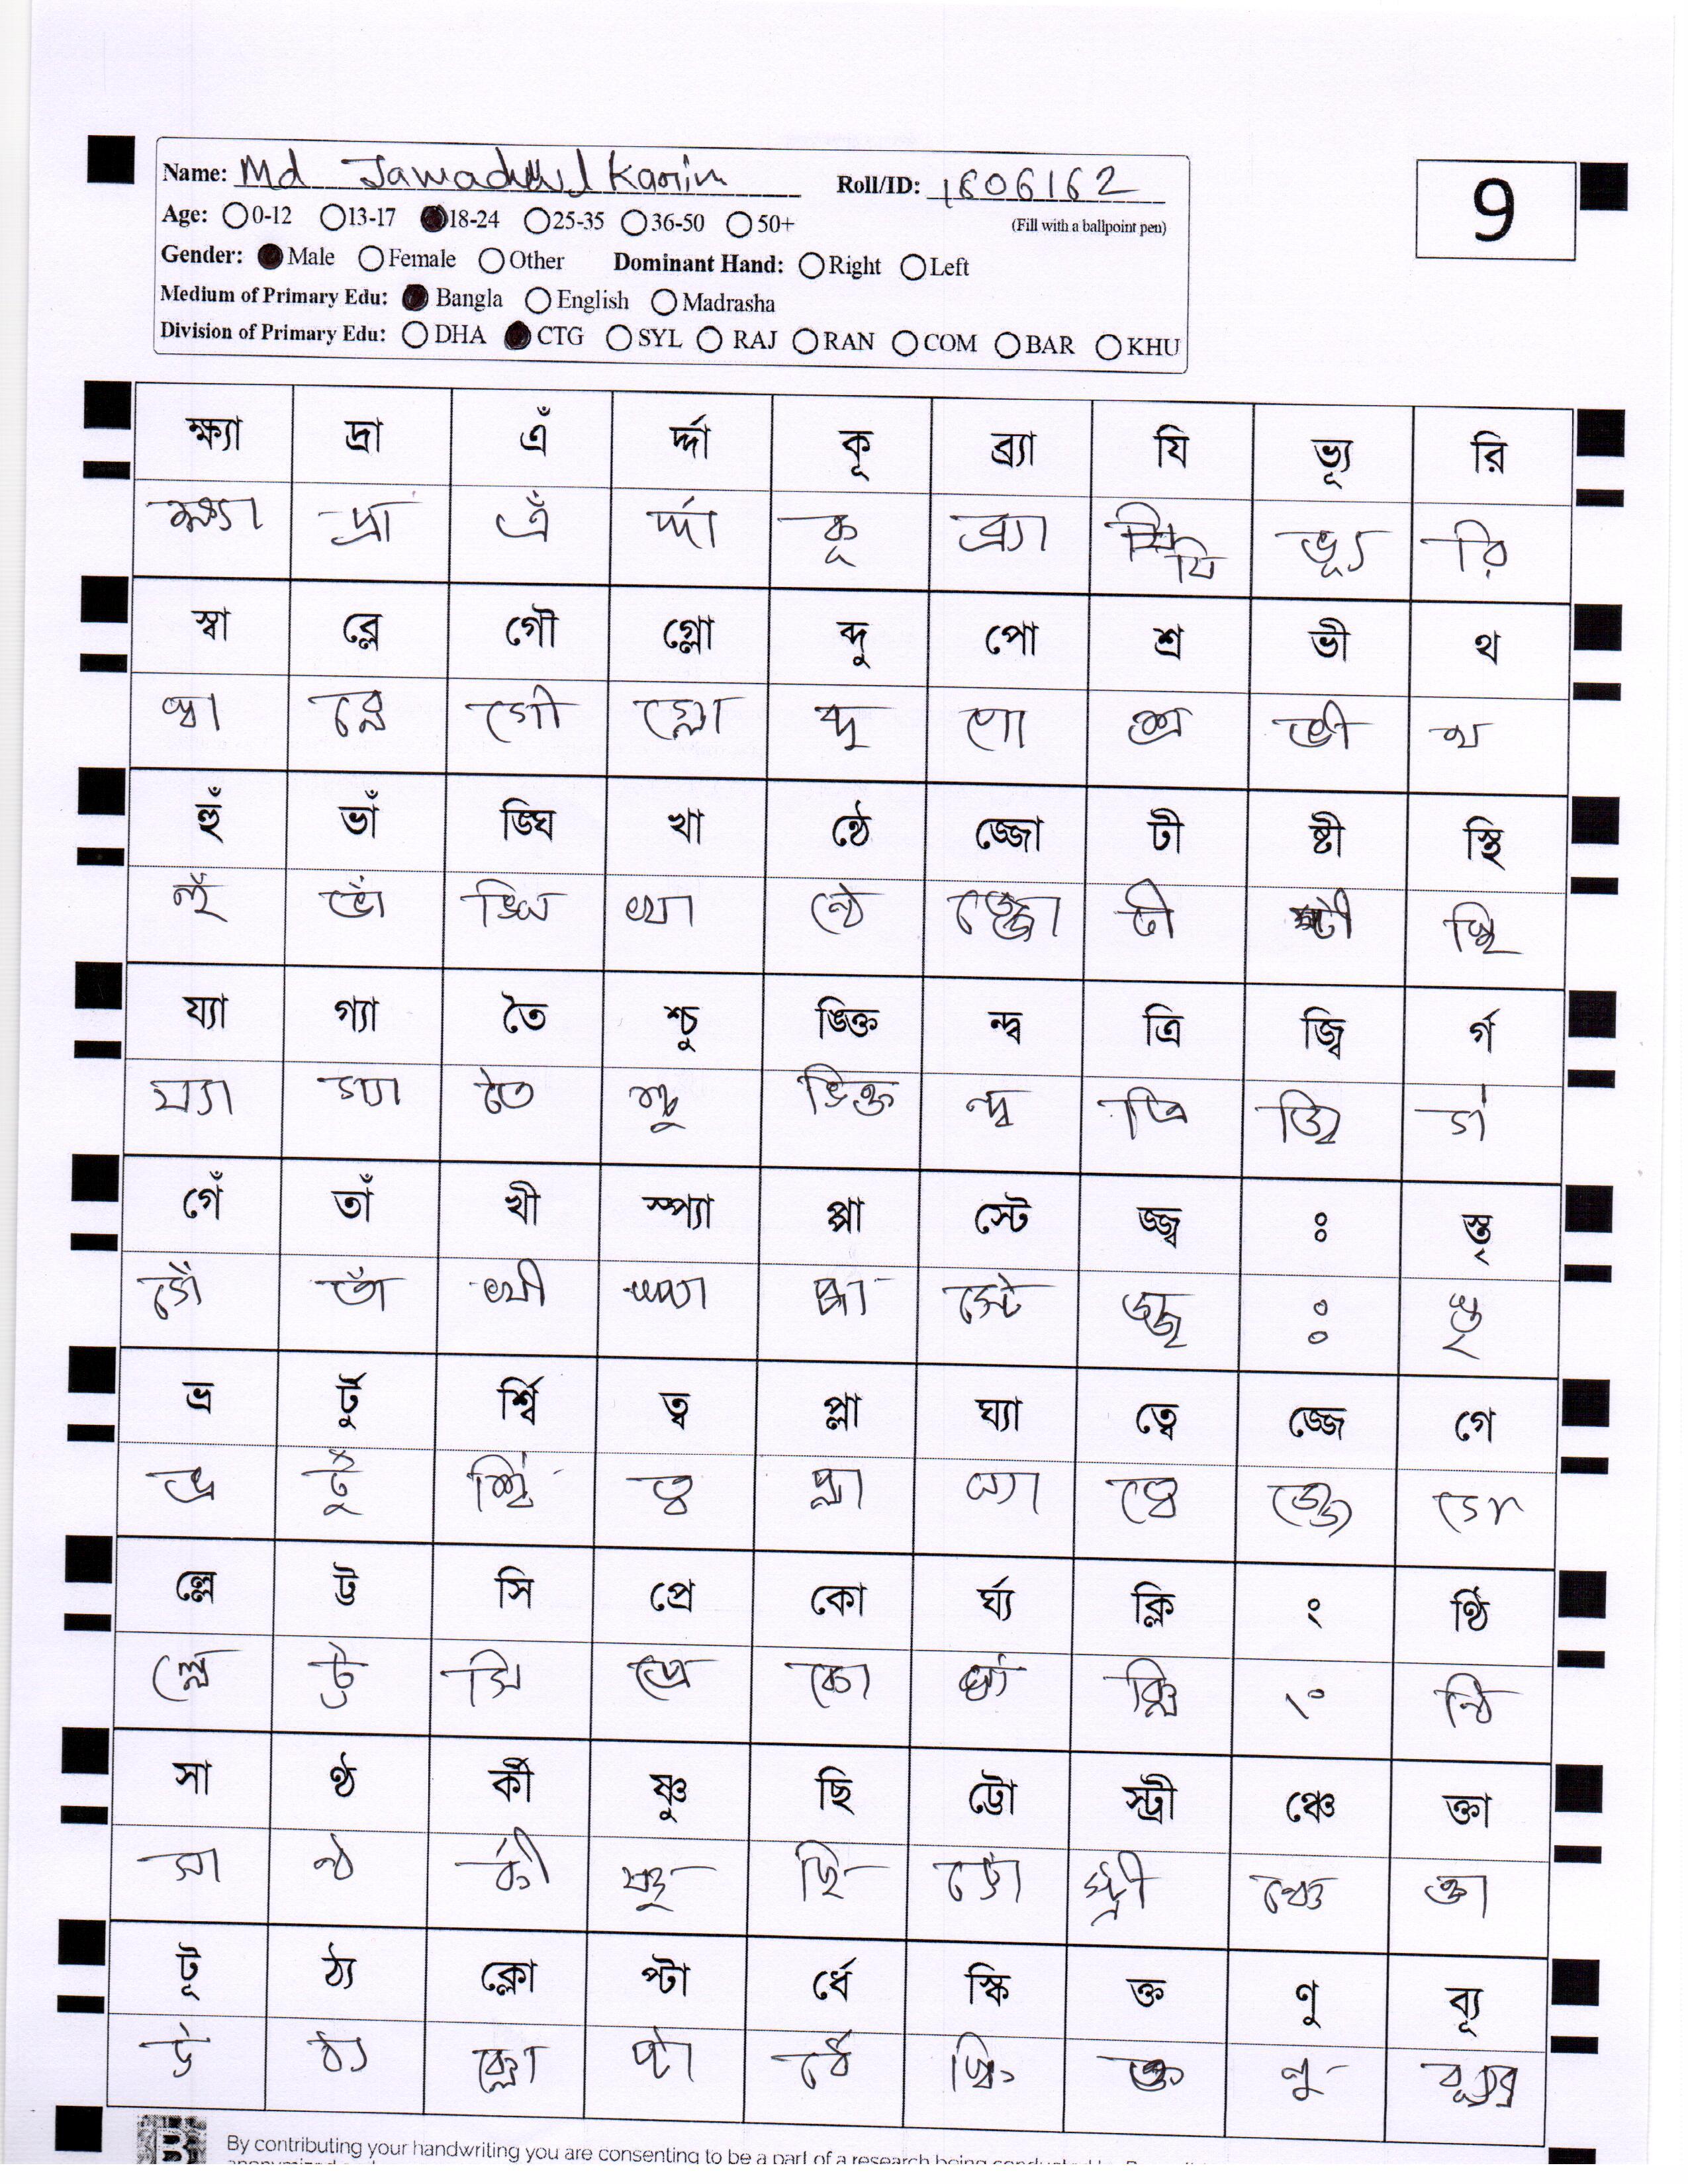 Name: Md Jawadul Karim Roll/ID: 1606162
Age: 0-12 13-17 18-24 25-35 36-50 50+ (Fill with a ballpoint pen)
9
Gender: Male Female Other Dominant Hand: Right Left
Medium of Primary Edu: Bangla English Madrasha
Division of Primary Edu: DHA CTG SYL RAJ RAN COM BAR KHU
ক্ষ্যা দ্রা এঁ র্দ্দা কূ ব্র্যা যি ভ্যূ রি
ক্ষ্যা দ্রা এঁ র্দ্দা কূ ব্র্যা যি ভ্যূ রি
স্বা ব্লে গৌ গ্লো ব্দু পো শ্র ভী থ
স্বা ব্লে গৌ গ্লো ব্দু পো শ্র ভী থ
ভাঁ ঙ্ঘি খা ন্ঠে জ্জো টী ষ্টী স্থি
ভাঁ ঙ্ঘি খা ন্ঠে জ্জো টী ষ্টী স্থি
য্যা গ্যা তৈ শ্চু ঙ্ক্তি ন্দ্ব ত্রি জ্বি র্গ
য্যা গ্যা তৈ শ্চু ঙ্ক্তি ন্দ্ব ত্রি জ্বি র্গ
গেঁ তাঁ খী স্প্যা প্পা স্টে জ্জ্ব ঃ স্তৃ
গেঁ তাঁ খী স্প্যা প্পা স্টে জ্জ্ব ঃ স্তৃ
ভ্র র্টু র্শ্বি ত্ব প্লা ঘ্যা ত্বে জ্জে গে
ভ্র র্টু র্শ্বি ত্ব প্লা ঘ্যা ত্বে জ্জে গে
ল্লে ট্ট সি প্রে কো র্ঘ্য ক্লি ং ন্ঠি
ল্লে ট্ট সি প্রে কো র্ঘ্য ক্লি ং ন্ঠি
সা ণ্ঠ র্কী ষ্ণু ছি ট্টো স্ট্রী ঞ্চে ক্তা
সা ণ্ঠ র্কী ষ্ণু ছি ট্টো স্ট্রী ঞ্চে ক্তা
টূ ঠ্য ক্লো প্টা র্ধে স্কি ক্ত ণু ব্যূ
ঠ্য ক্লো প্টা র্ধে স্কি ক্ত ণু
By contributing your handwriting you are consenting to be a part of a research being